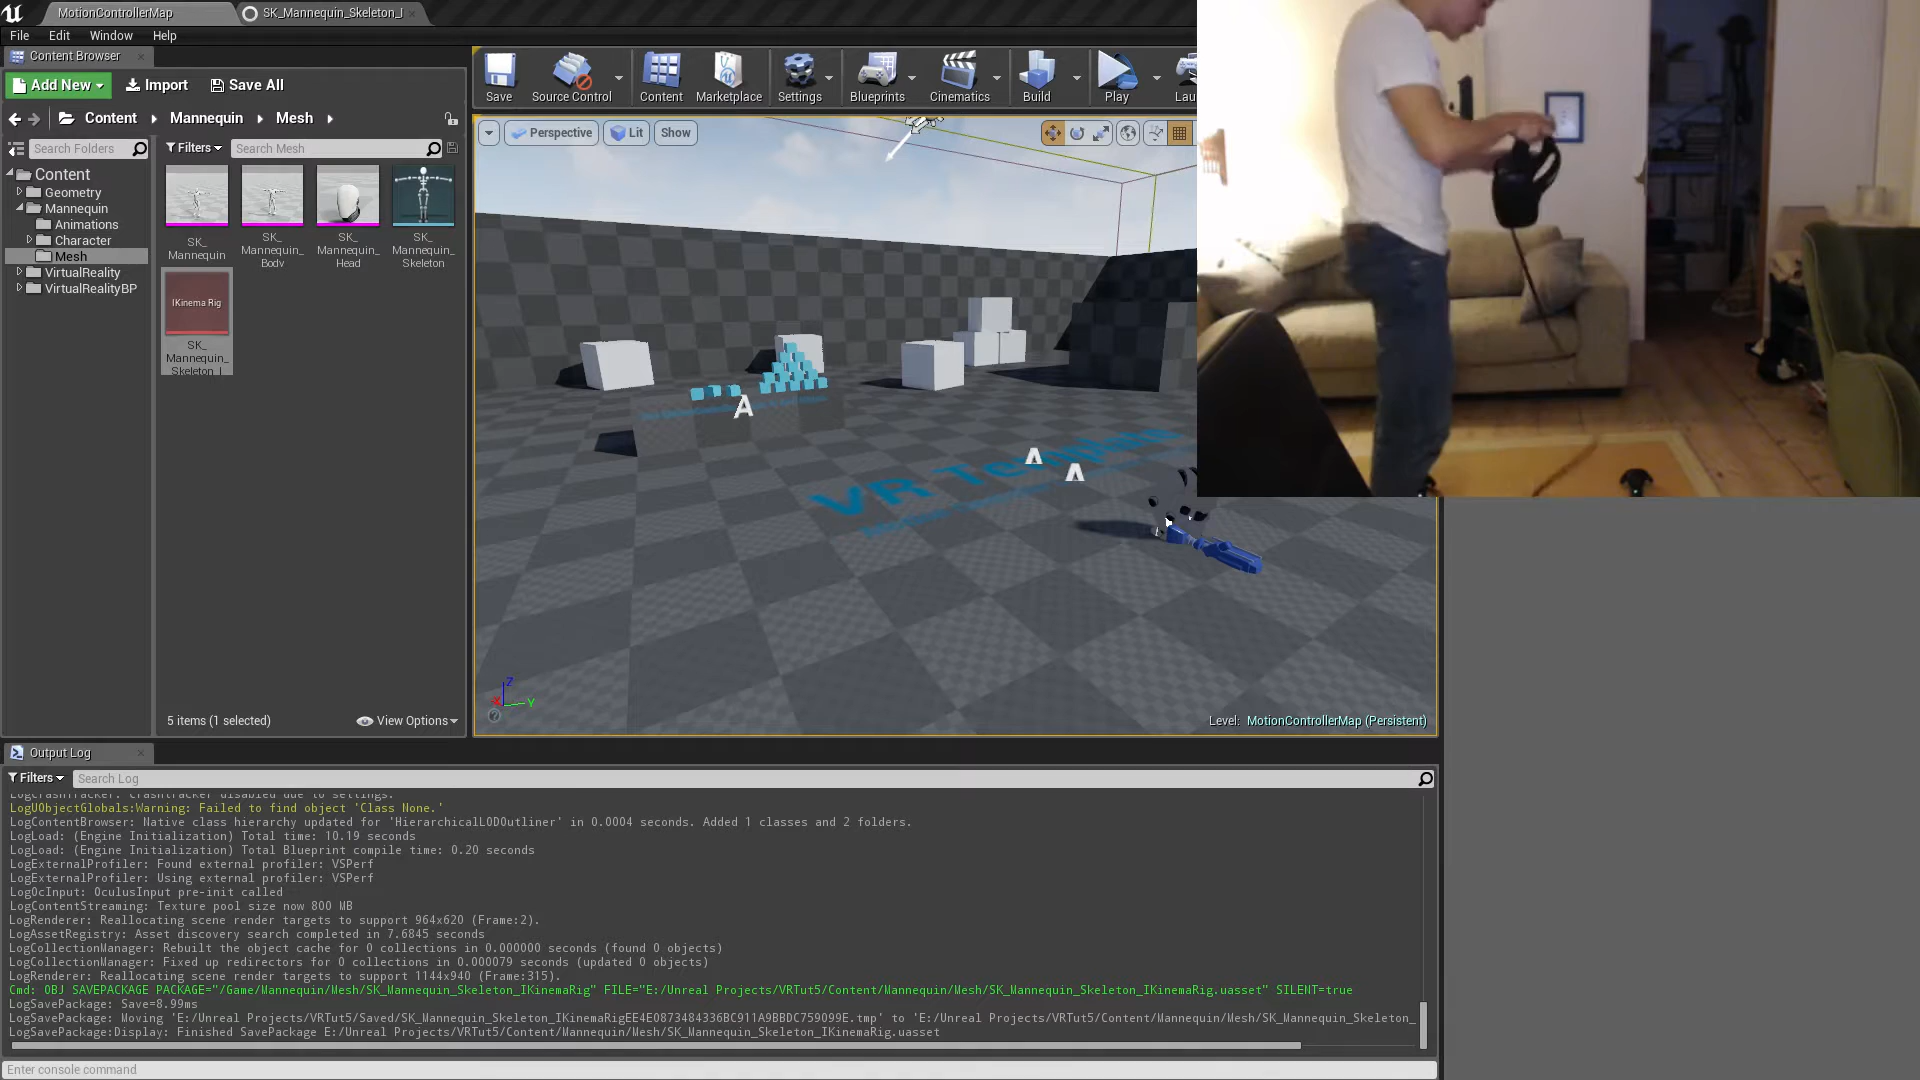 MotionControllerMap
SK_Mannequin_Skeleton_I
File Edit Window Help
Content Browser
Add New Import Save All
Content Mannequin Mesh
Search Folders
Filters Search Mesh
Content
Geometry
Mannequin
Animations
Character
Mesh
VirtualReality
VirtualRealityBP
SK_
Mannequin
SK_
Mannequin_
Body
SK_
Mannequin_
Head
SK_
Mannequin_
Skeleton
IKinema Rig
SK_
Mannequin_
Skeleton_I
5 items (1 selected) View Options
Save Source Control Content Marketplace Settings Blueprints Cinematics Build Play Lau
Perspective Lit Show
VR Template
X Y Z
Level: MotionControllerMap (Persistent)
Output Log
Filters Search Log
LogCrashTracker: CrashTracker disabled due to settings.
LogUObjectGlobals:Warning: Failed to find object 'Class None.'
LogContentBrowser: Native class hierarchy updated for 'HierarchicalLODOutliner' in 0.0004 seconds. Added 1 classes and 2 folders.
LogLoad: (Engine Initialization) Total time: 10.19 seconds
LogLoad: (Engine Initialization) Total Blueprint compile time: 0.20 seconds
LogExternalProfiler: Found external profiler: VSPerf
LogExternalProfiler: Using external profiler: VSPerf
LogOcInput: OculusInput pre-init called
LogContentStreaming: Texture pool size now 800 MB
LogRenderer: Reallocating scene render targets to support 964x620 (Frame:2).
LogAssetRegistry: Asset discovery search completed in 7.6845 seconds
LogCollectionManager: Rebuilt the object cache for 0 collections in 0.000000 seconds (found 0 objects)
LogCollectionManager: Fixed up redirectors for 0 collections in 0.000079 seconds (updated 0 objects)
LogRenderer: Reallocating scene render targets to support 1144x940 (Frame:315).
Cmd: OBJ SAVEPACKAGE PACKAGE="/Game/Mannequin/Mesh/SK_Mannequin_Skeleton_IKinemaRig" FILE="E:/Unreal Projects/VRTut5/Content/Mannequin/Mesh/SK_Mannequin_Skeleton_IKinemaRig.uasset" SILENT=true
LogSavePackage: Save=8.99ms
LogSavePackage: Moving 'E:/Unreal Projects/VRTut5/Saved/SK_Mannequin_Skeleton_IKinemaRigEE4E0873484336BC911A9BBDC759099E.tmp' to 'E:/Unreal Projects/VRTut5/Content/Mannequin/Mesh/SK_Mannequin_Skeleton_
LogSavePackage:Display: Finished SavePackage E:/Unreal Projects/VRTut5/Content/Mannequin/Mesh/SK_Mannequin_Skeleton_IKinemaRig.uasset
Enter console command